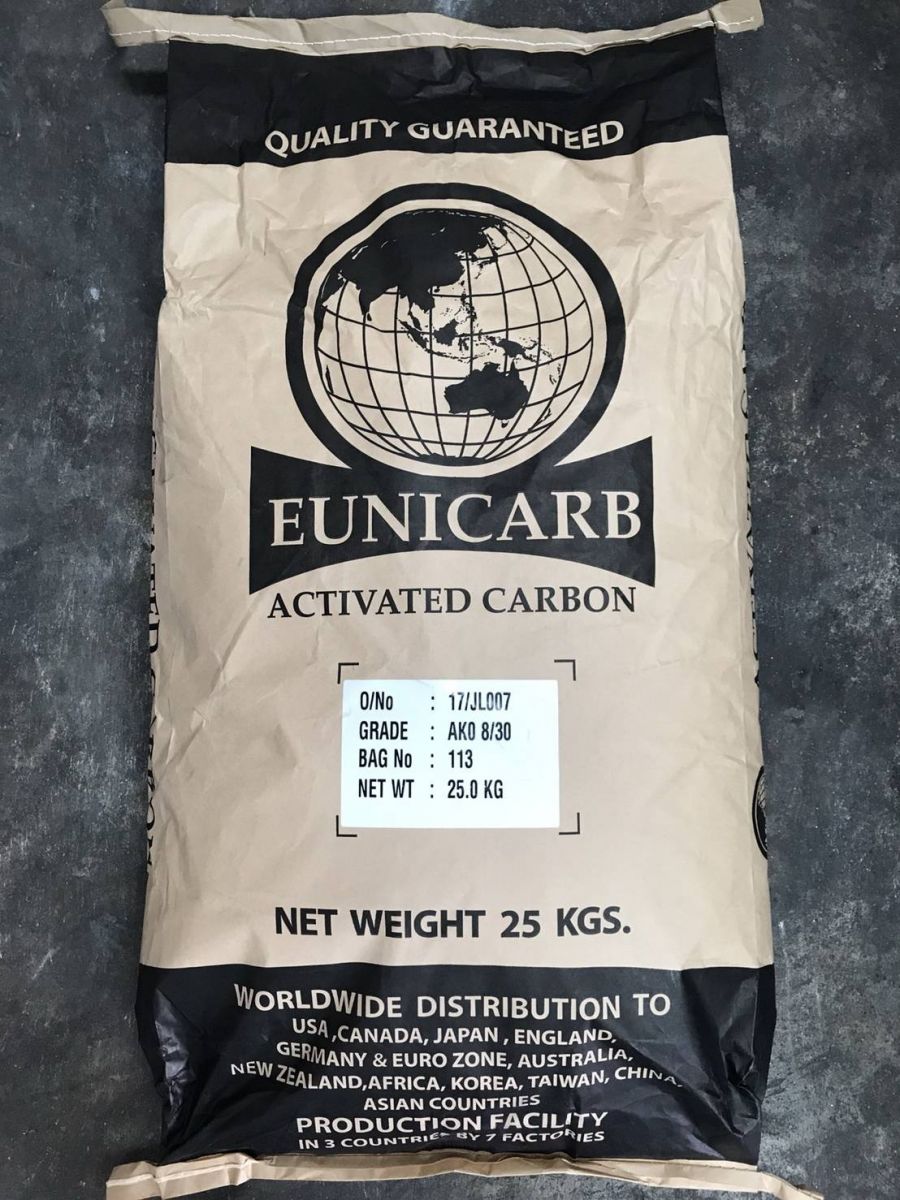 QUALITY GUARANTEED
EUNICARB
ACTIVATED CARBON
O/No : 17/JL007
GRADE : AKO 8/30
BAG No : 113
NET WT : 25.0 KG
NET WEIGHT 25 KGS.
WORLDWIDE DISTRIBUTION TO
USA ,CANADA, JAPAN , ENGLAND,
GERMANY & EURO ZONE, AUSTRALIA,
NEW ZEALAND,AFRICA, KOREA, TAIWAN, CHINA,
ASIAN COUNTRIES
PRODUCTION FACILITY
IN 3 COUNTRIES BY 7 FACTORIES